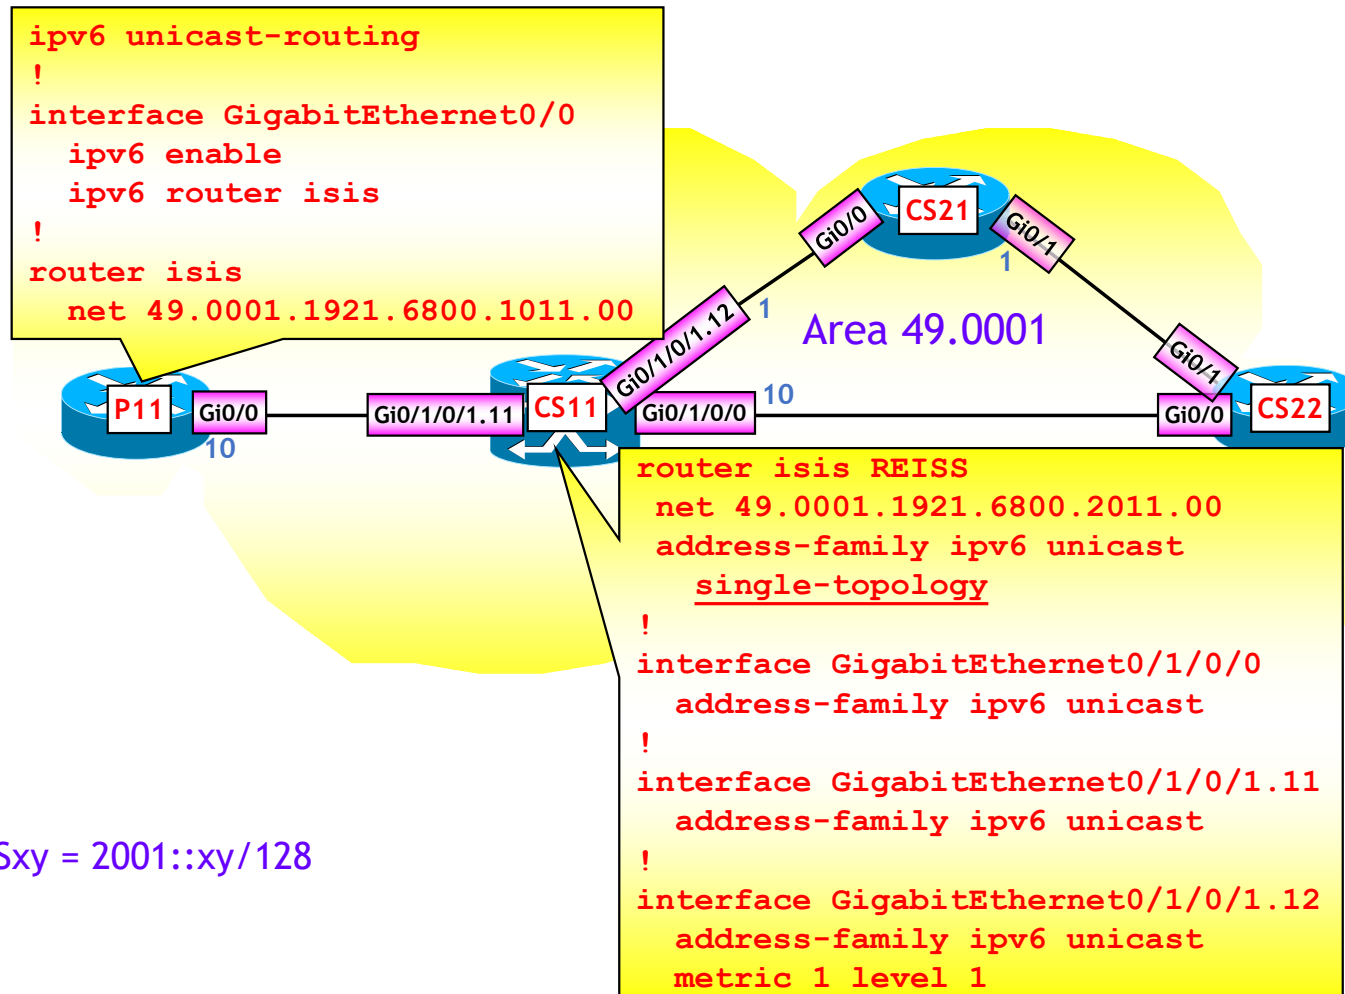 ipv6 unicast-routing
!
interface GigabitEthernet0/0
ipv6 enable
ipv6 router isis
!
router isis
net 49.0001.1921.6800.1011.00
CS21
Gi0/0
Gi0/1
1
Gi0/1/0/1.12
1
Area 49.0001
Gi0/1
P11
Gi0/0
10
Gi0/1/0/1.11
CS11
Gi0/1/0/0
10
Gi0/0
CS22
router isis REISS
net 49.0001.1921.6800.2011.00
address-family ipv6 unicast
single-topology
!
interface GigabitEthernet0/1/0/0
address-family ipv6 unicast
!
interface GigabitEthernet0/1/0/1.11
address-family ipv6 unicast
!
interface GigabitEthernet0/1/0/1.12
address-family ipv6 unicast
metric 1 level 1
Sxy = 2001::xy/128